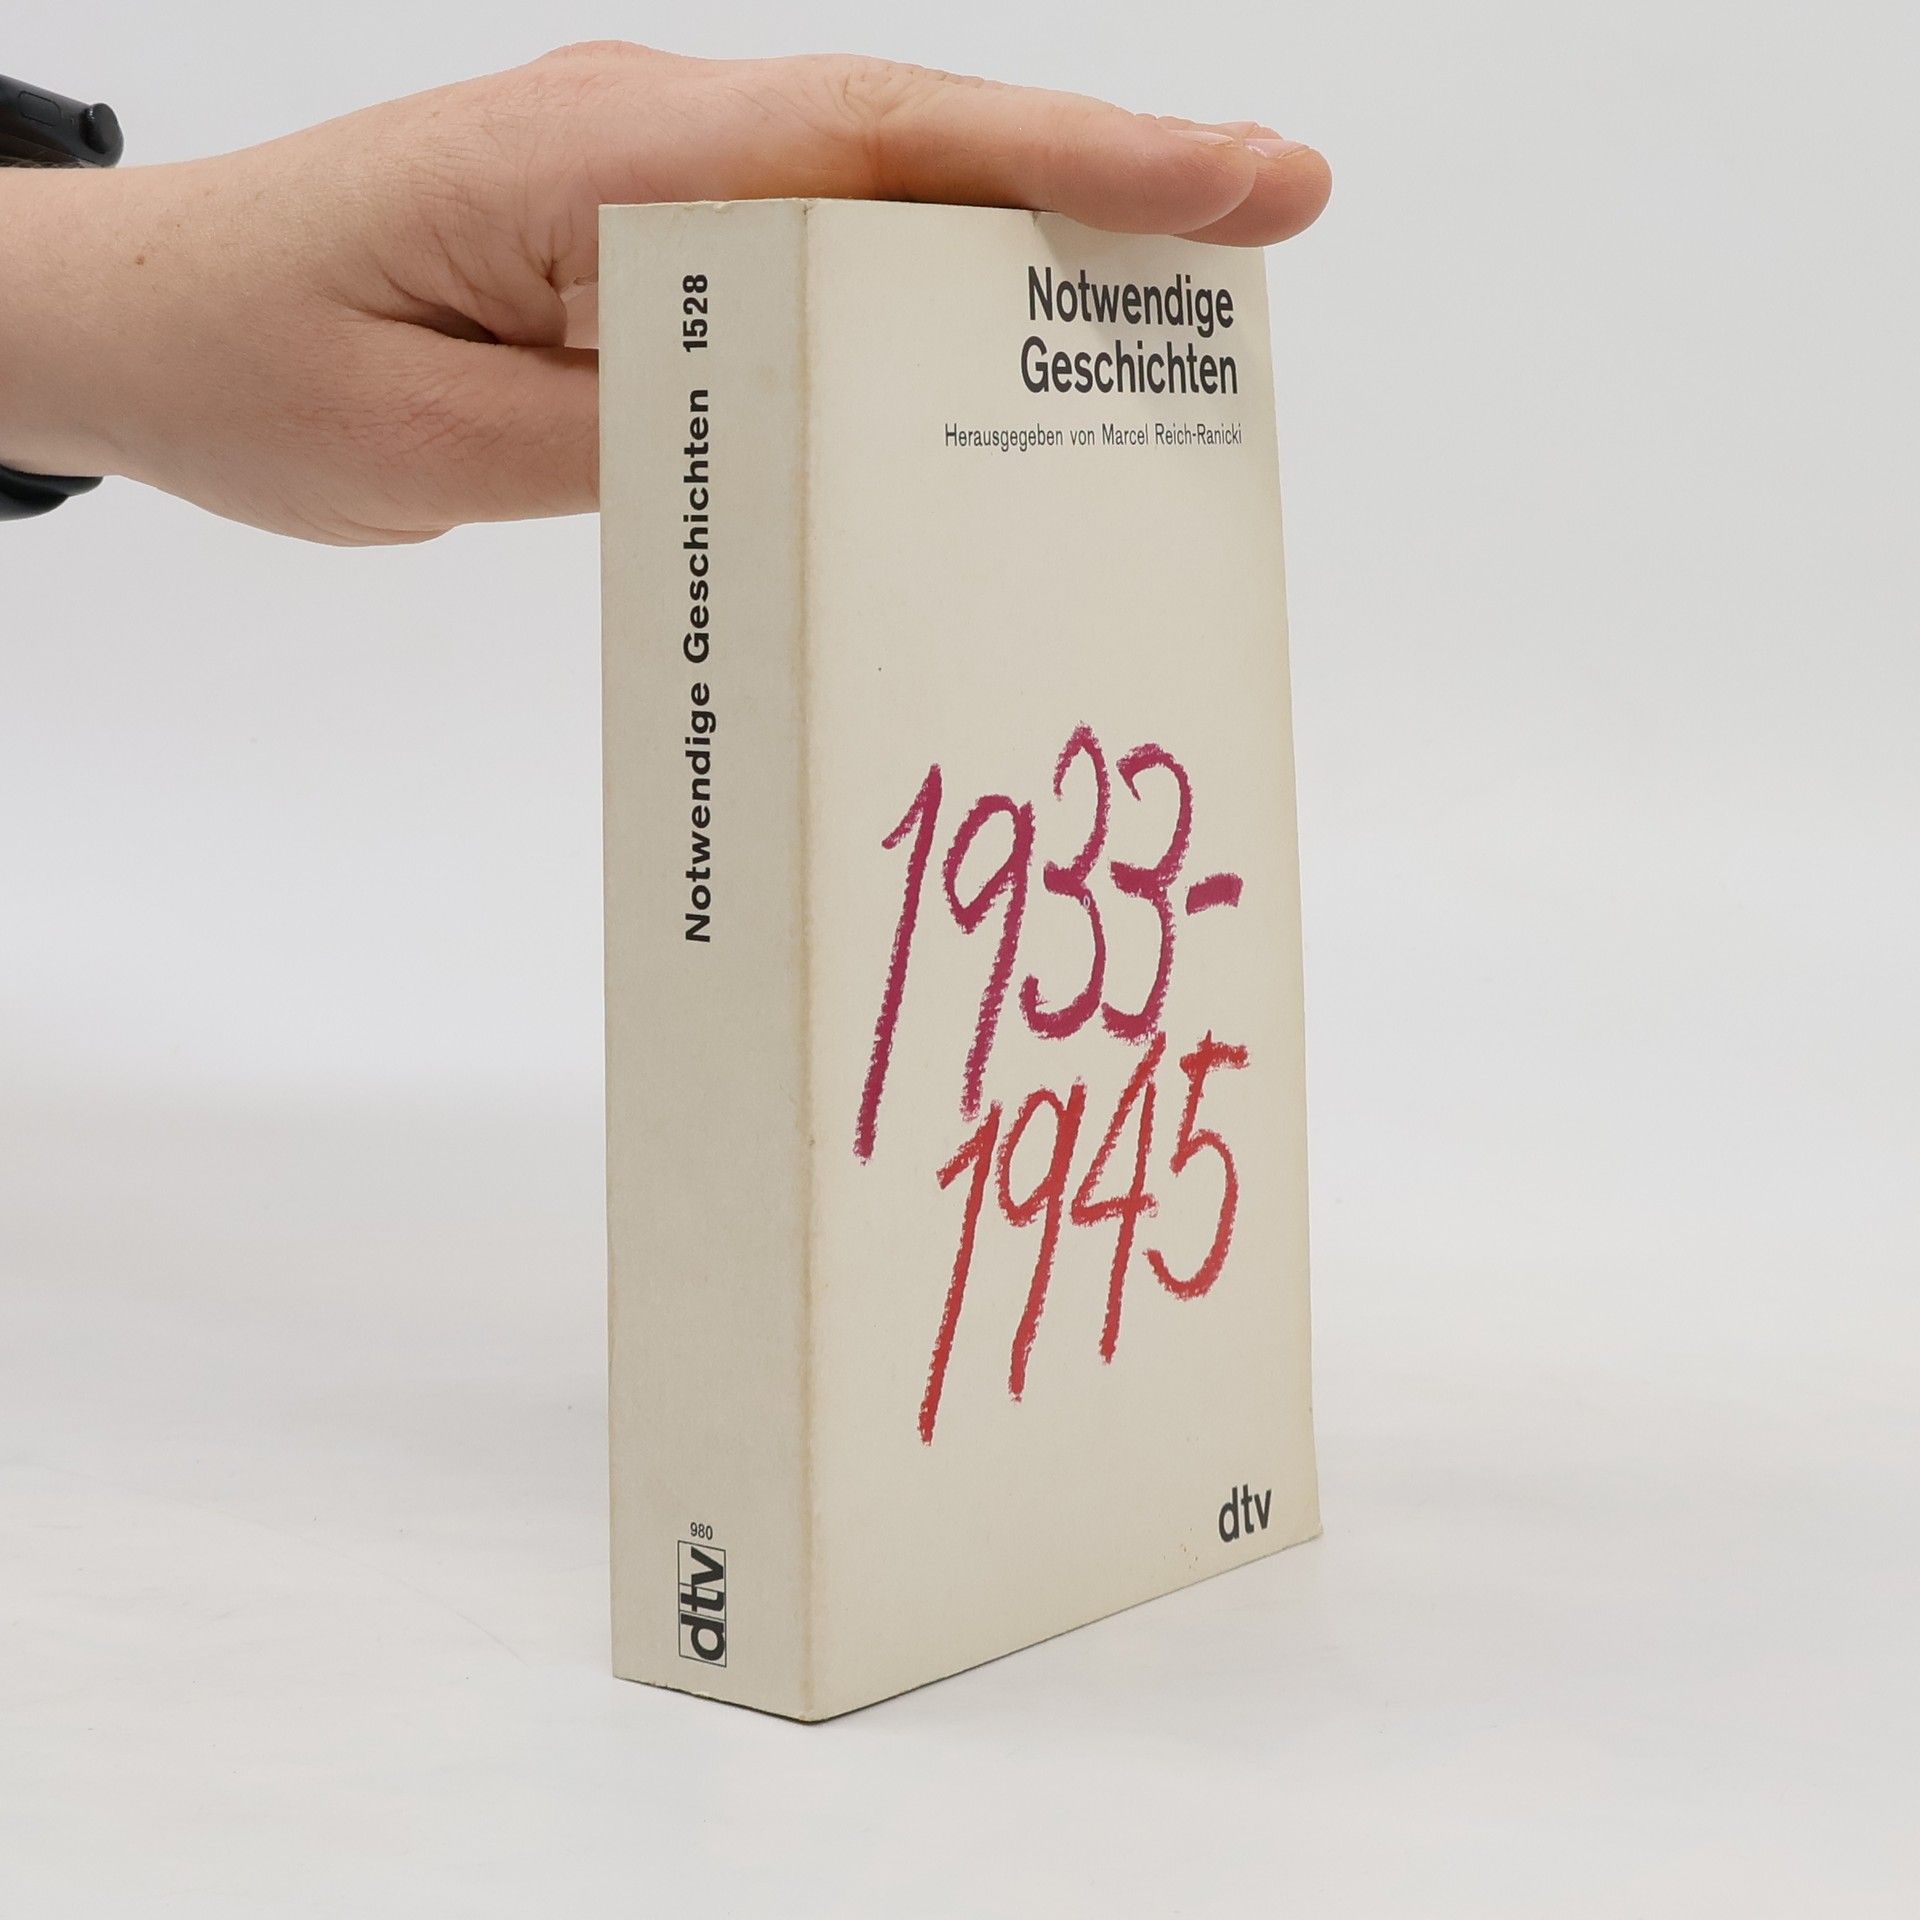 Notwendige
Geschichten
Herausgegeben von Marcel Reich-Ranicki
1933-
1945
dtv
Notwendige Geschichten 1528
980
dtv